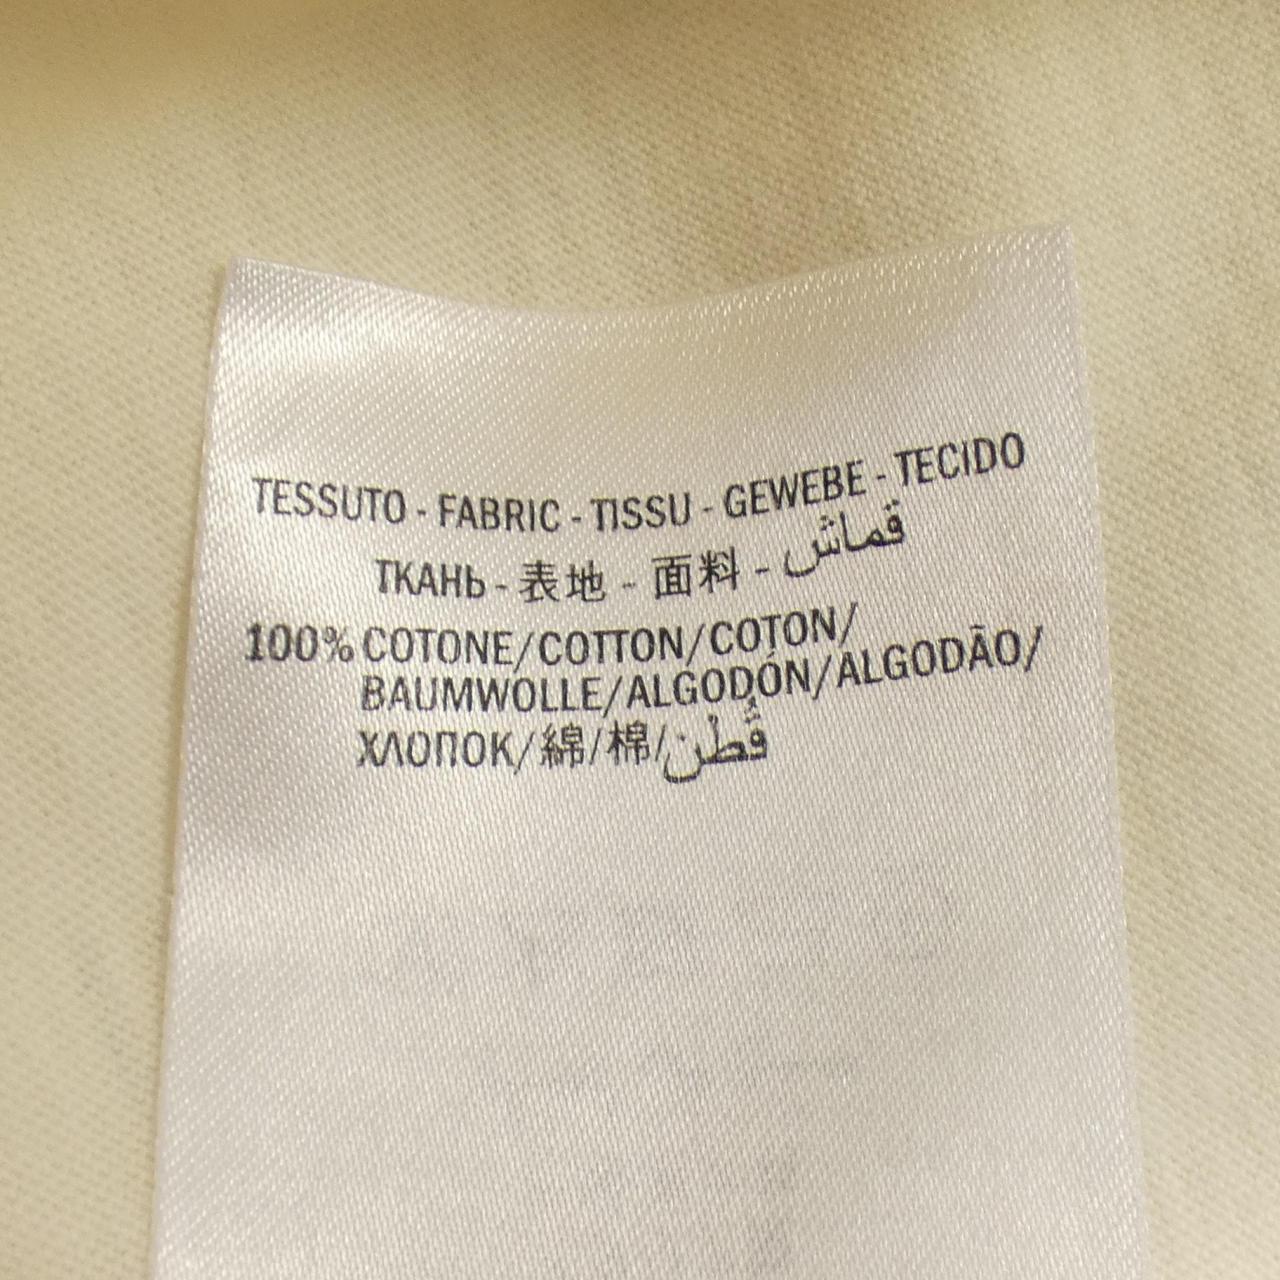 TESSUTO - FABRIC - TISSU - GEWEBE - TECIDO
ТКАНЬ - 表地 - 面料 - قماش
100% COTONE/COTTON/COTON/
BAUMWOLLE/ALGODÓN/ALGODÃO/
ХЛОПОК/綿/棉/قُطْن